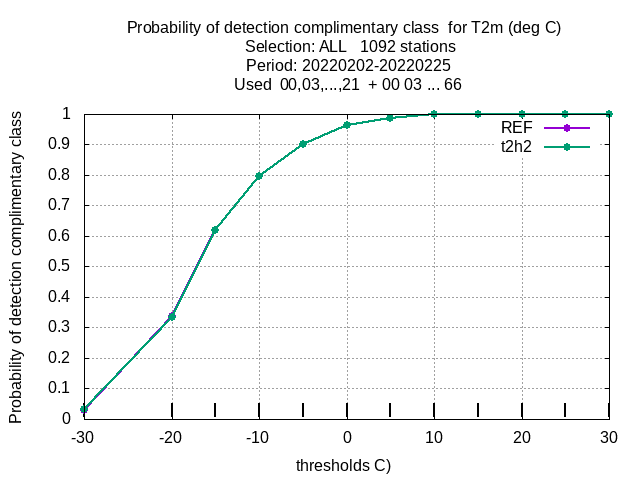 Probability of detection complimentary class  for T2m (deg C)
Selection: ALL   1092 stations
Period: 20220202-20220225
Used  00,03,...,21  + 00 03 ... 66
Probability of detection complimentary class
1
0.9
0.8
0.7
0.6
0.5
0.4
0.3
0.2
0.1
0
REF
t2h2
-30
-20
-10
0
10
20
30
thresholds C)